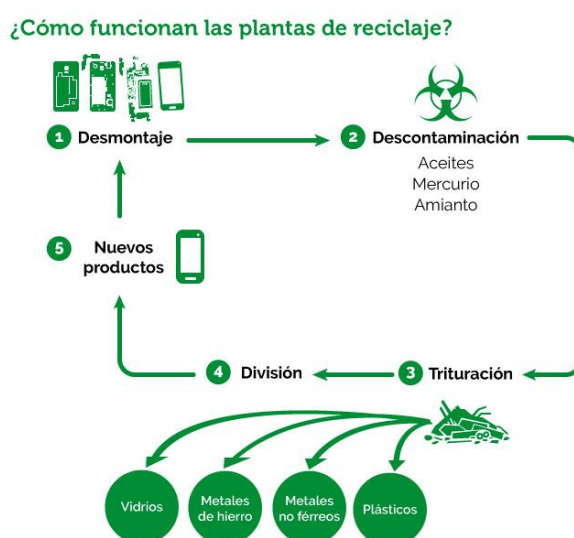 ¿Cómo funcionan las plantas de reciclaje?
1 Desmontaje
2 Descontaminación
Aceites
Mercurio
Amianto
5 Nuevos
productos
4 División
3 Trituración
Vidrios
Metales
de hierro
Metales
no férreos
Plásticos